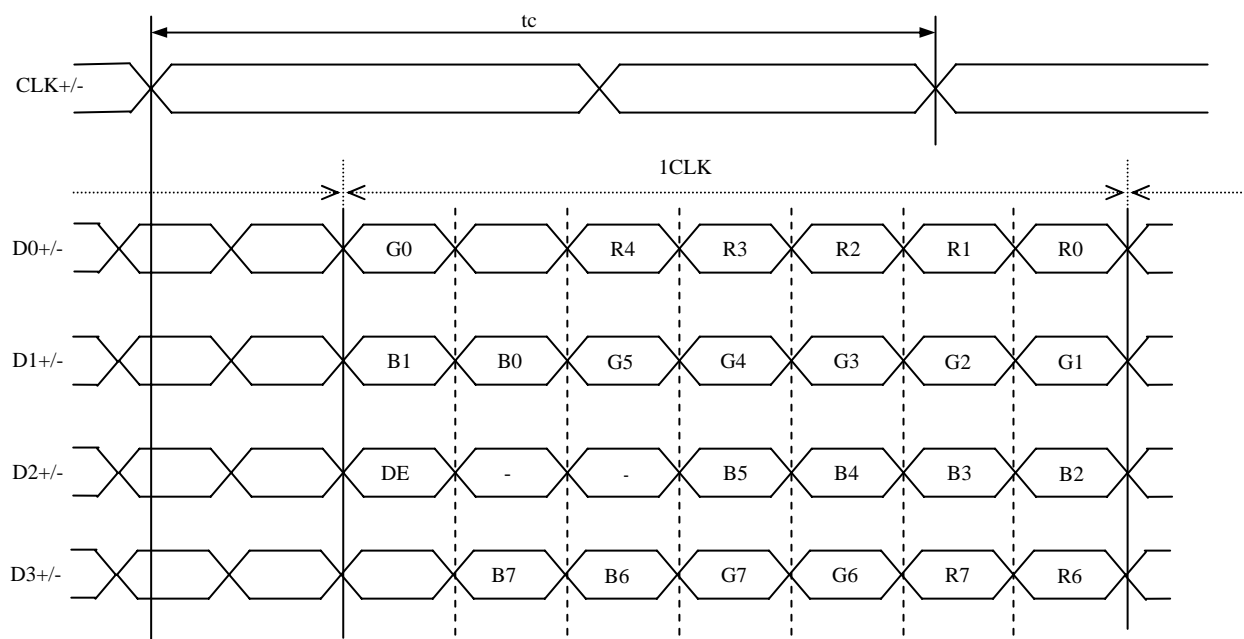 tc
CLK+/-
1CLK
D0+/- G0 R4 R3 R2 R1 R0
D1+/- B1 B0 G5 G4 G3 G2 G1
D2+/- DE - - B5 B4 B3 B2
D3+/- B7 B6 G7 G6 R7 R6